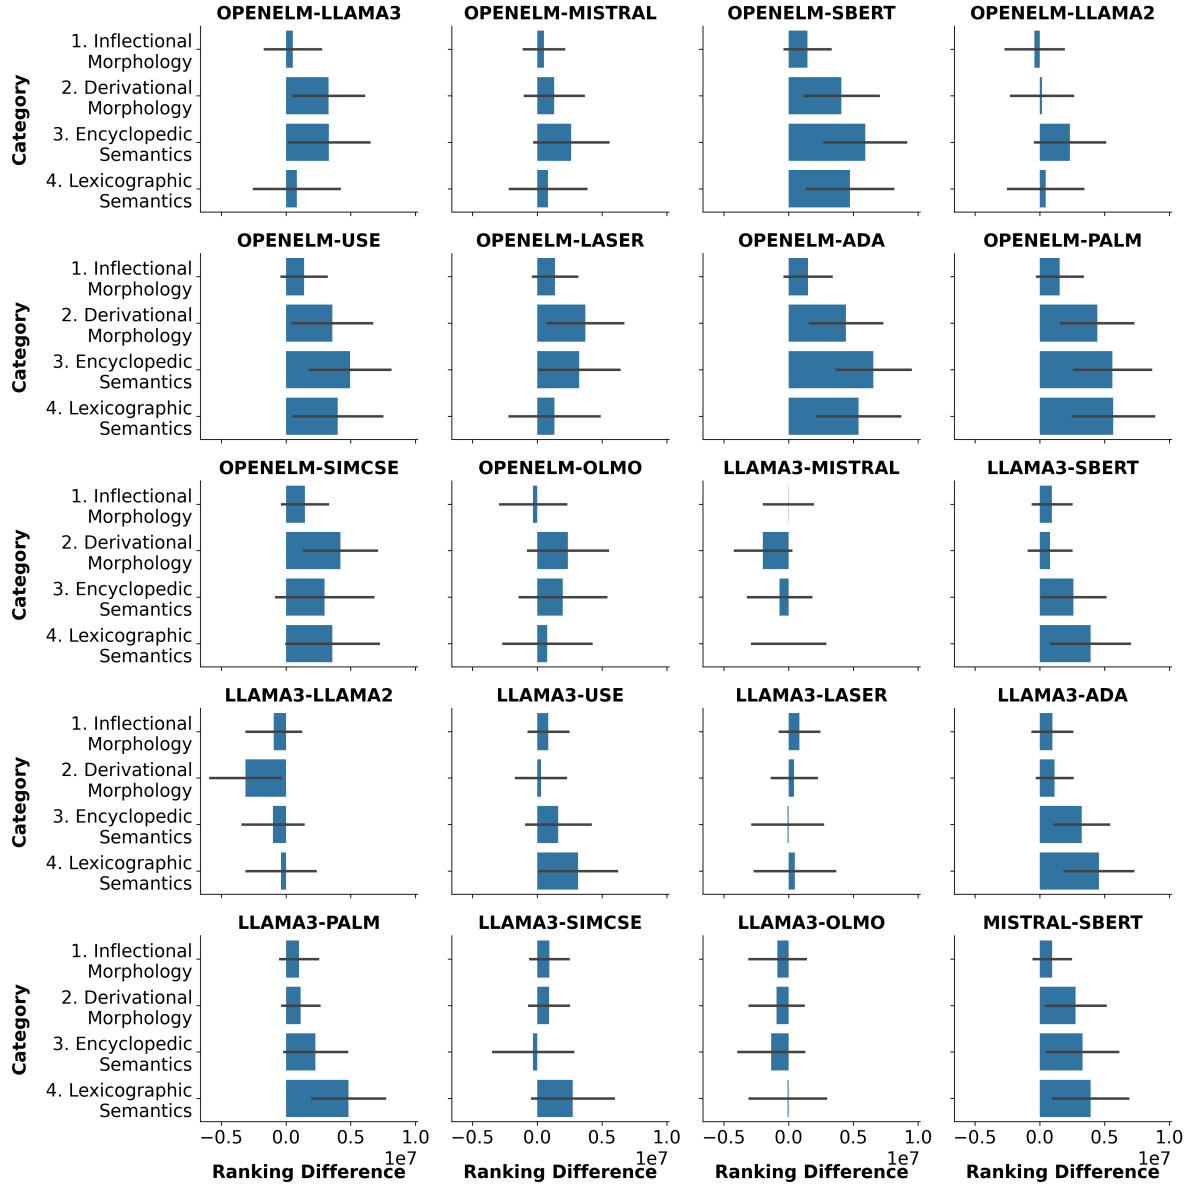 OPENELM-LLAMA3
OPENELM-MISTRAL
OPENELM-SBERT
OPENELM-LLAMA2
Category
1. Inflectional
Morphology
2. Derivational
Morphology
3. Encyclopedic
Semantics
4. Lexicographic
Semantics
OPENELM-USE
OPENELM-LASER
OPENELM-ADA
OPENELM-PALM
Category
1. Inflectional
Morphology
2. Derivational
Morphology
3. Encyclopedic
Semantics
4. Lexicographic
Semantics
OPENELM-SIMCSE
OPENELM-OLMO
LLAMA3-MISTRAL
LLAMA3-SBERT
Category
1. Inflectional
Morphology
2. Derivational
Morphology
3. Encyclopedic
Semantics
4. Lexicographic
Semantics
LLAMA3-LLAMA2
LLAMA3-USE
LLAMA3-LASER
LLAMA3-ADA
Category
1. Inflectional
Morphology
2. Derivational
Morphology
3. Encyclopedic
Semantics
4. Lexicographic
Semantics
LLAMA3-PALM
LLAMA3-SIMCSE
LLAMA3-OLMO
MISTRAL-SBERT
Category
1. Inflectional
Morphology
2. Derivational
Morphology
3. Encyclopedic
Semantics
4. Lexicographic
Semantics
−0.5 0.0 0.5 1.0
1e7
Ranking Difference
−0.5 0.0 0.5 1.0
1e7
Ranking Difference
−0.5 0.0 0.5 1.0
1e7
Ranking Difference
−0.5 0.0 0.5 1.0
1e7
Ranking Difference